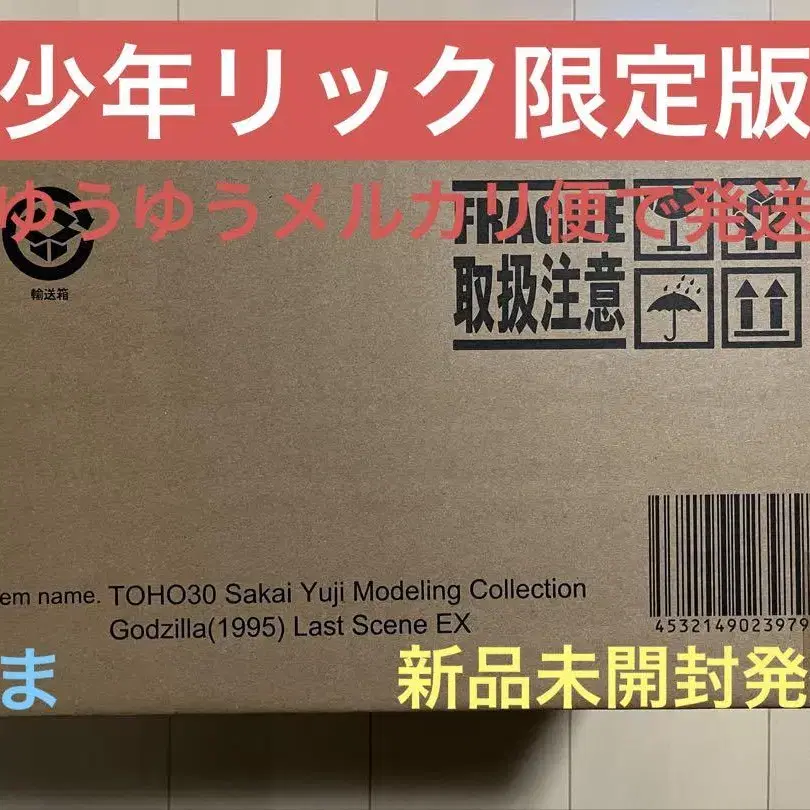 少年リック限定版
ゆうゆうメルカリ便で発送
FRAGILE
取扱注意
輸送箱
em name. TOHO30 Sakai Yuji Modeling Collection
Godzilla(1995) Last Scene EX
4532149023979
ま
新品未開封発